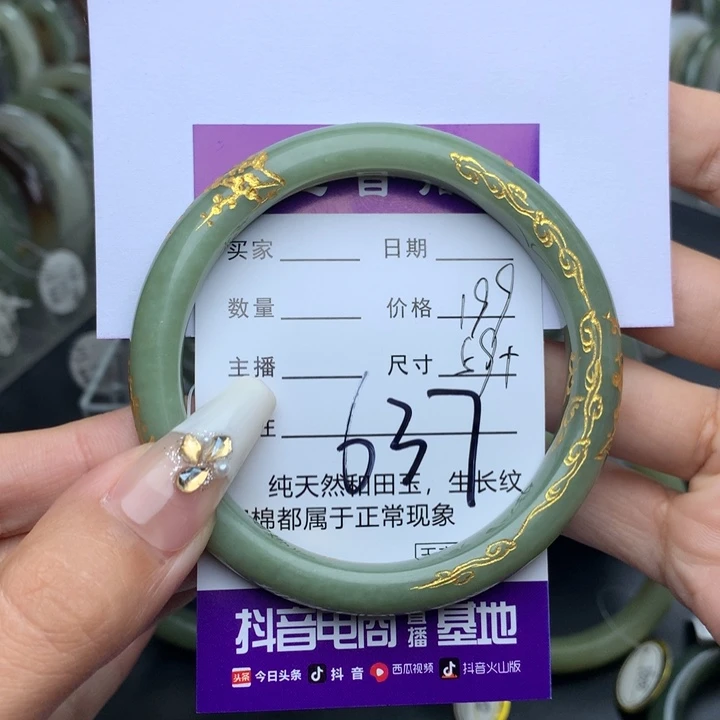 买家 日期
数量 价格 199
主播 尺寸 58+
637
纯天然和田玉，生长纹
棉都属于正常现象
抖音电商直播基地
头条 今日头条 抖音 西瓜视频 抖音火山版